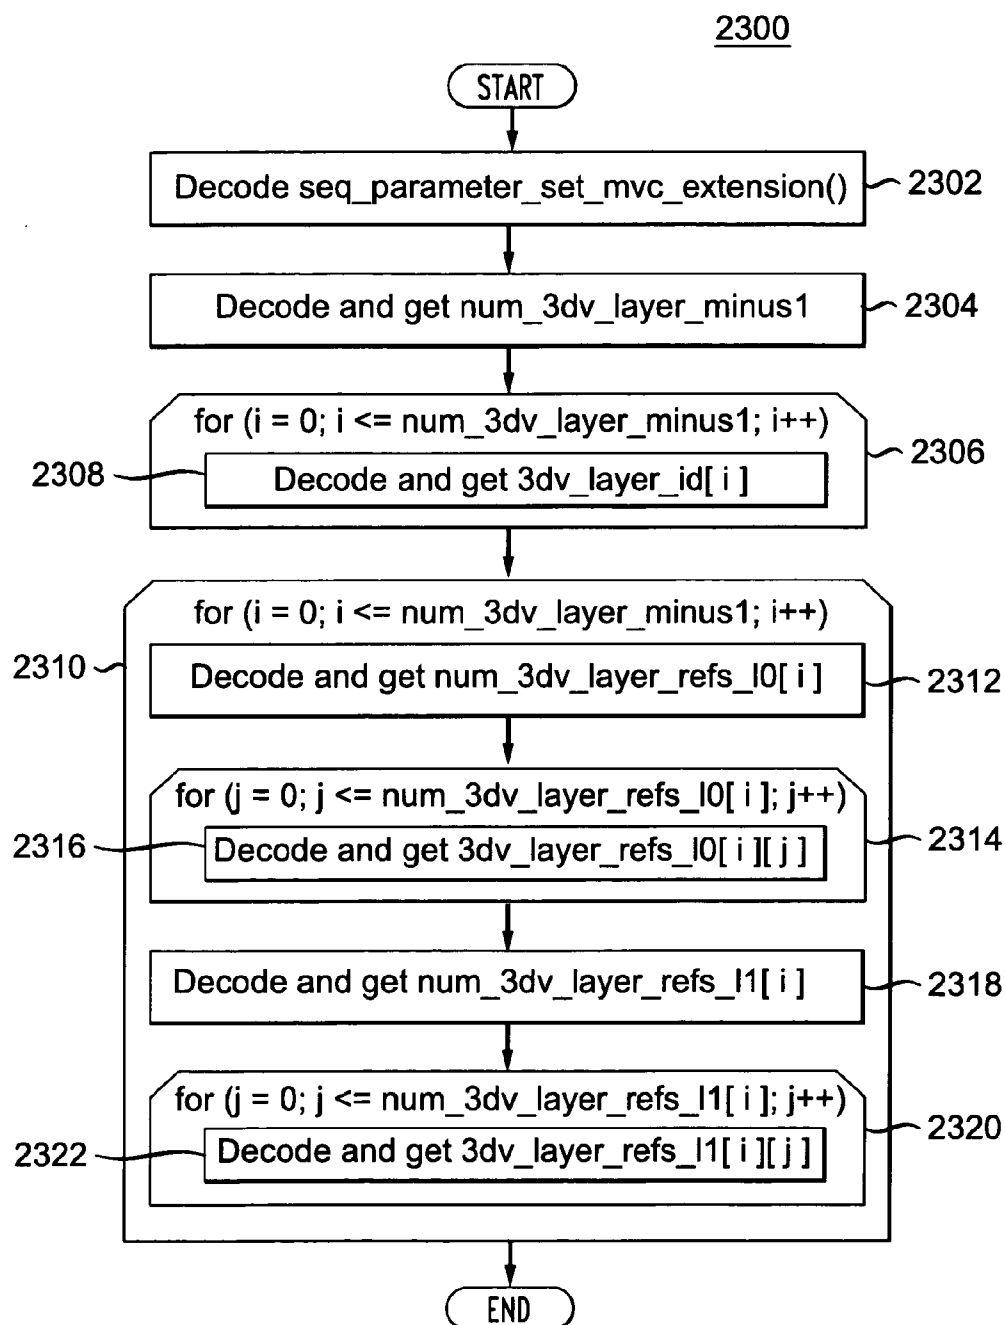 2300
START
Decode seq_parameter_set_mvc_extension()
2302
Decode and get num_3dv_layer_minus1
2304
for (i = 0; i <= num_3dv_layer_minus1; i++)
2306
2308
Decode and get 3dv_layer_id[ i ]
for (i = 0; i <= num_3dv_layer_minus1; i++)
2310
Decode and get num_3dv_layer_refs_l0[ i ]
2312
for (j = 0; j <= num_3dv_layer_refs_l0[ i ]; j++)
2314
2316
Decode and get 3dv_layer_refs_l0[ i ][ j ]
Decode and get num_3dv_layer_refs_l1[ i ]
2318
for (j = 0; j <= num_3dv_layer_refs_l1[ i ]; j++)
2320
2322
Decode and get 3dv_layer_refs_l1[ i ][ j ]
END